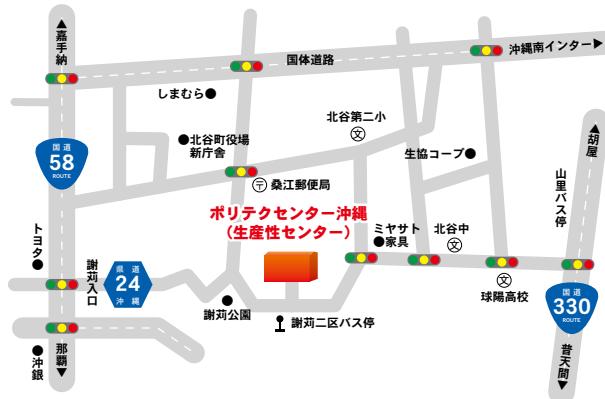 ▲嘉手納
国体道路
沖縄南インター▶
しまむら●
●北谷町役場
新庁舎
北谷第二小
文
生協コープ●
▲胡屋
国道
58
ROUTE
〒桑江郵便局
山里バス停
ポリテクセンター沖縄
(生産性センター)
ミヤサト
●家具
北谷中
文
トヨタ●
謝苅入口
県道
24
沖縄
文
球陽高校
謝苅公園
謝苅二区バス停
国道
330
ROUTE
●沖銀
那覇▼
普天間▼